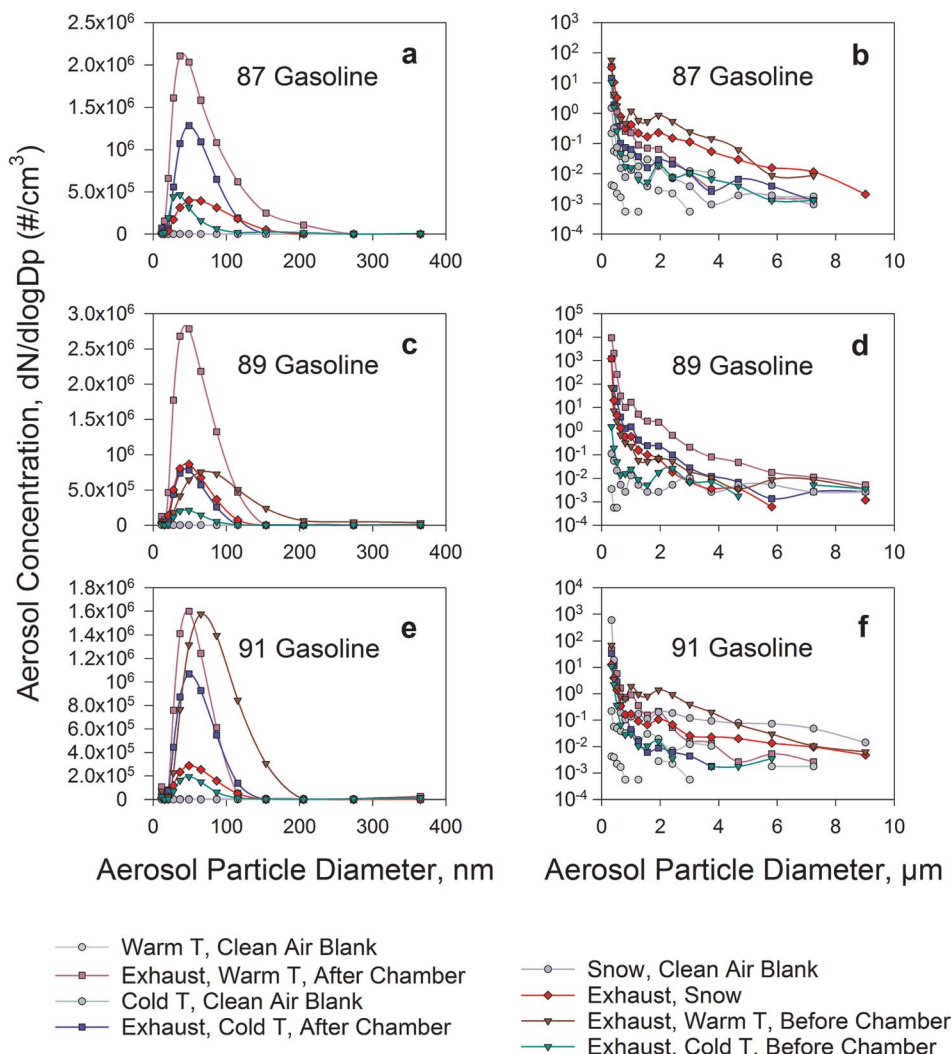 Aerosol Concentration, dN/dlogDp (#/cm³)
a
87 Gasoline
2.5x10⁶
2.0x10⁶
1.5x10⁶
10⁶
5.0x10⁵
0
0 100 200 300 400
b
87 Gasoline
10³
10²
10¹
10⁰
10⁻¹
10⁻²
10⁻³
10⁻⁴
0 2 4 6 8 10
c
89 Gasoline
3.0x10⁶
2.5x10⁶
2.0x10⁶
1.5x10⁶
10⁶
5.0x10⁵
0
0 100 200 300 400
d
89 Gasoline
10⁵
10⁴
10³
10²
10¹
10⁰
10⁻¹
10⁻²
10⁻³
10⁻⁴
0 2 4 6 8 10
e
91 Gasoline
1.8x10⁶
1.6x10⁶
1.4x10⁶
1.2x10⁶
10⁶
8.0x10⁵
6.0x10⁵
4.0x10⁵
2.0x10⁵
0
0 100 200 300 400
f
91 Gasoline
10⁴
10³
10²
10¹
10⁰
10⁻¹
10⁻²
10⁻³
10⁻⁴
0 2 4 6 8 10
Aerosol Particle Diameter, nm
Aerosol Particle Diameter, µm
Warm T, Clean Air Blank
Exhaust, Warm T, After Chamber
Cold T, Clean Air Blank
Exhaust, Cold T, After Chamber
Snow, Clean Air Blank
Exhaust, Snow
Exhaust, Warm T, Before Chamber
Exhaust, Cold T, Before Chamber